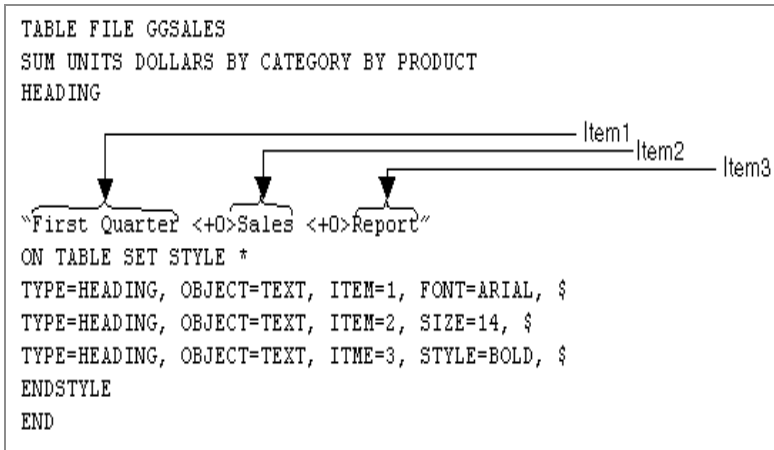 TABLE FILE GGSALES
SUM UNITS DOLLARS BY CATEGORY BY PRODUCT
HEADING
Item1
Item2
Item3
"First Quarter <+0>Sales <+0>Report"
ON TABLE SET STYLE *
TYPE=HEADING, OBJECT=TEXT, ITEM=1, FONT=ARIAL, $
TYPE=HEADING, OBJECT=TEXT, ITEM=2, SIZE=14, $
TYPE=HEADING, OBJECT=TEXT, ITME=3, STYLE=BOLD, $
ENDSTYLE
END